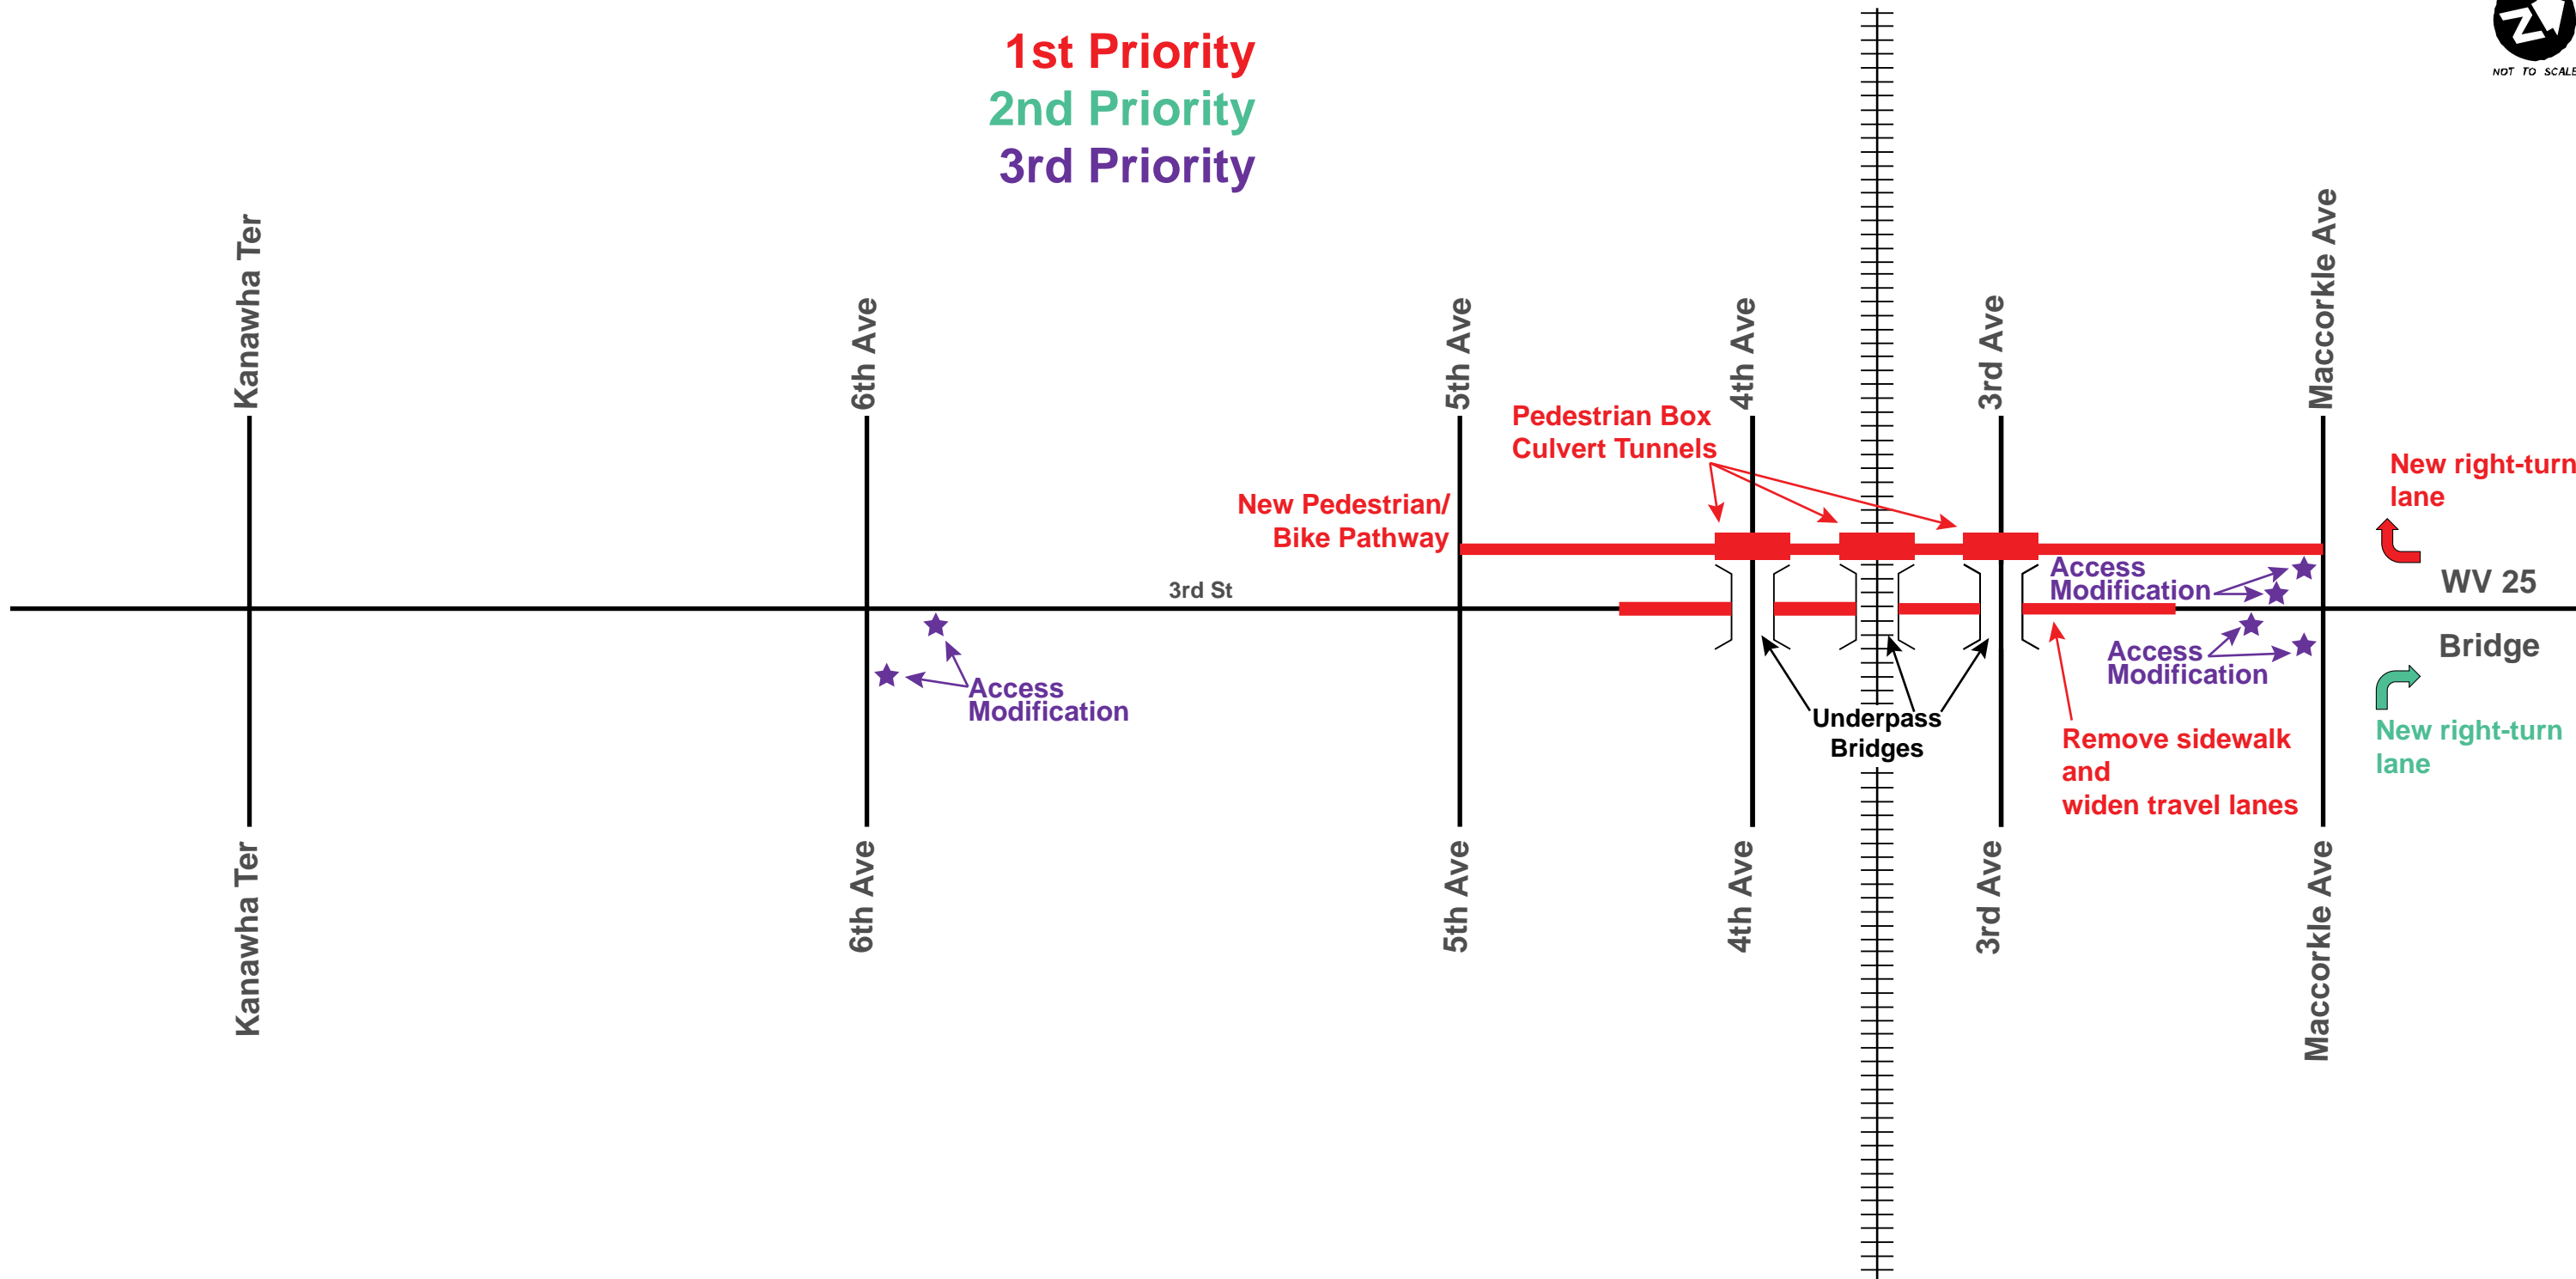 1st Priority
2nd Priority
3rd Priority
N
NOT TO SCALE
Kanawha Ter
6th Ave
5th Ave
4th Ave
3rd Ave
Maccorkle Ave
Pedestrian Box
Culvert Tunnels
New Pedestrian/
Bike Pathway
New right-turn
lane
3rd St
Access
Modification
WV 25
Bridge
Access
Modification
Access
Modification
Underpass
Bridges
Remove sidewalk
and
widen travel lanes
New right-turn
lane
Kanawha Ter
6th Ave
5th Ave
4th Ave
3rd Ave
Maccorkle Ave